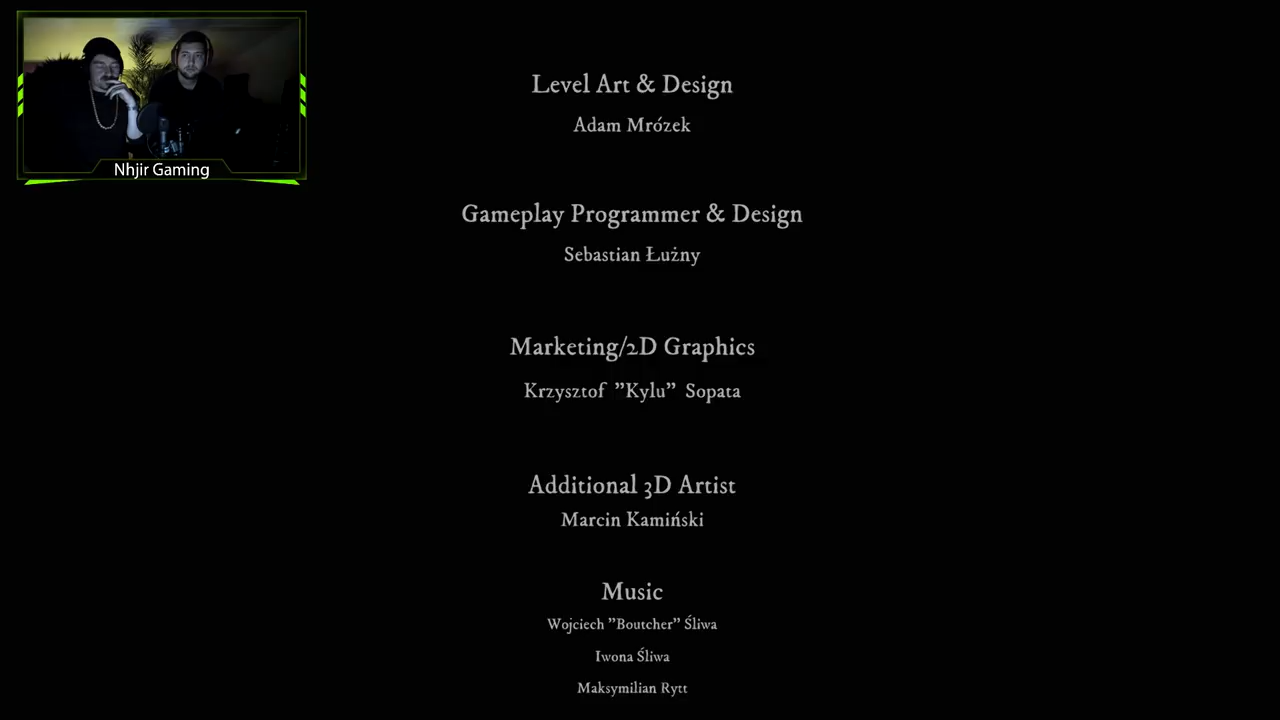 Nhjir Gaming
Level Art & Design
Adam Mrózek
Gameplay Programmer & Design
Sebastian Łużny
Marketing/2D Graphics
Krzysztof "Kylu" Sopata
Additional 3D Artist
Marcin Kamiński
Music
Wojciech "Boutcher" Śliwa
Iwona Śliwa
Maksymilian Rytt